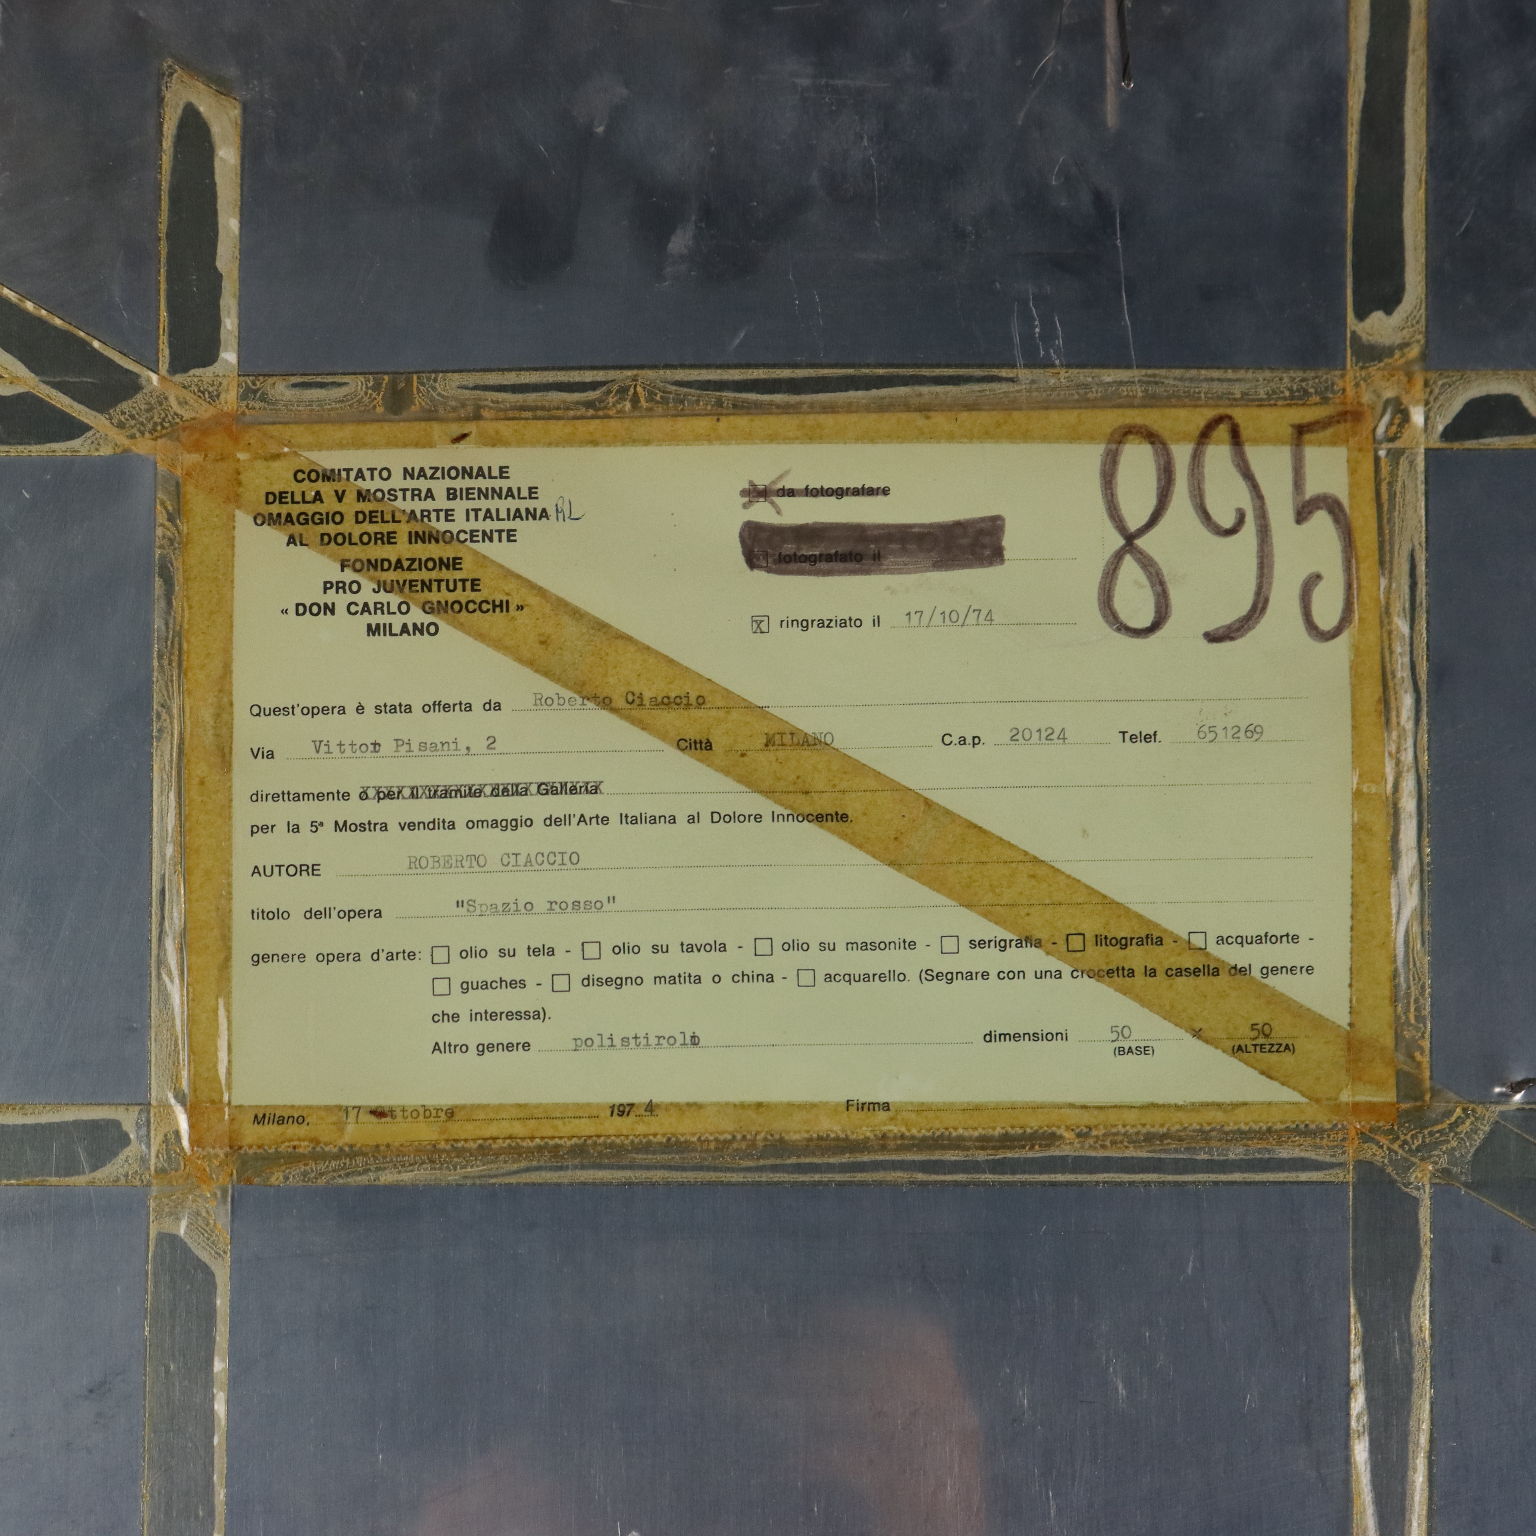 COMITATO NAZIONALE
DELLA V MOSTRA BIENNALE
OMAGGIO DELL'ARTE ITALIANA RL
AL DOLORE INNOCENTE
FONDAZIONE
PRO JUVENTUTE
« DON CARLO GNOCCHI »
MILANO
da fotografare
fotografato il
X ringraziato il 17/10/74
895
Quest'opera è stata offerta da Roberto Ciaccio
Via Vittor Pisani, 2 Città MILANO C.a.p. 20124 Telef. 651269
direttamente o per il tramite della Galleria
per la 5ª Mostra vendita omaggio dell'Arte Italiana al Dolore Innocente.
AUTORE ROBERTO CIACCIO
titolo dell'opera "Spazio rosso"
genere opera d'arte: olio su tela - olio su tavola - olio su masonite - serigrafia - litografia - acquaforte -
guaches - disegno matita o china - acquarello. (Segnare con una crocetta la casella del genere
che interessa).
Altro genere polistirolo dimensioni 50 x 50
(BASE) (ALTEZZA)
Milano, 17 ottobre 1974 Firma